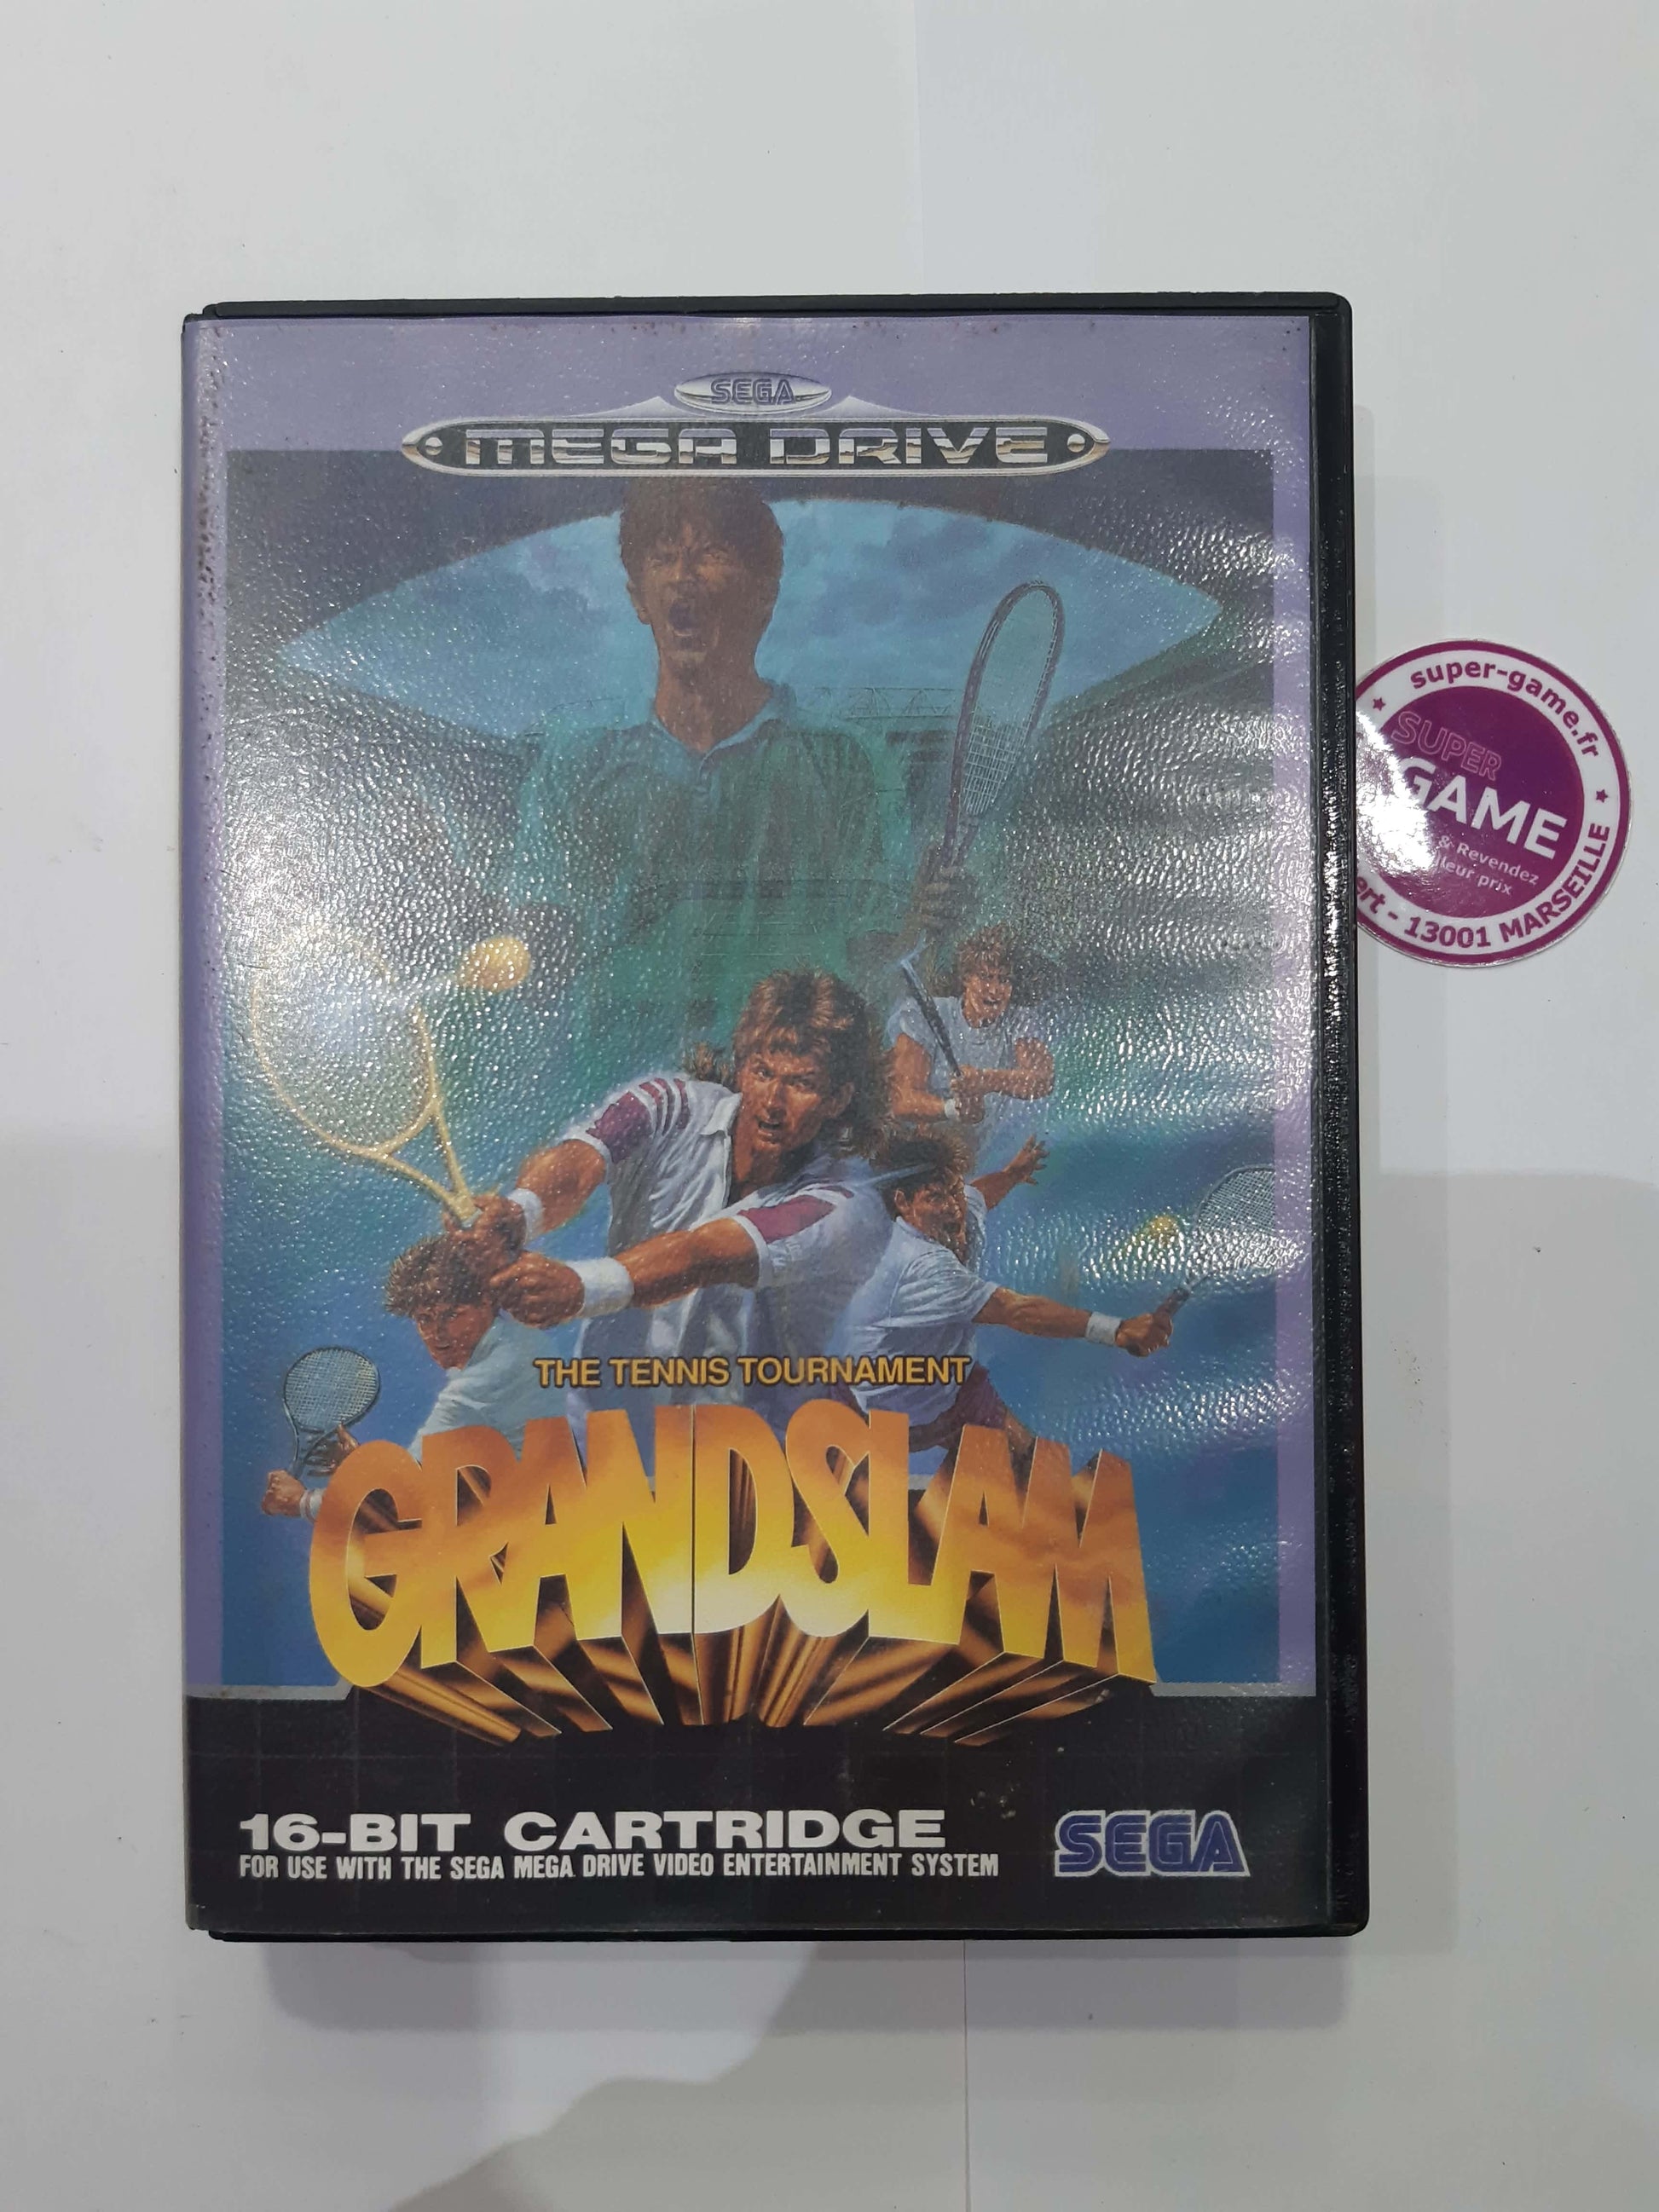 SEGA
MEGA DRIVE
super-game.fr
SUPER
GAME
& Revendez
prix
- 13001 MARSEILLE
THE TENNIS TOURNAMENT
GRANDSLAM
16-BIT CARTRIDGE
FOR USE WITH THE SEGA MEGA DRIVE VIDEO ENTERTAINMENT SYSTEM
SEGA